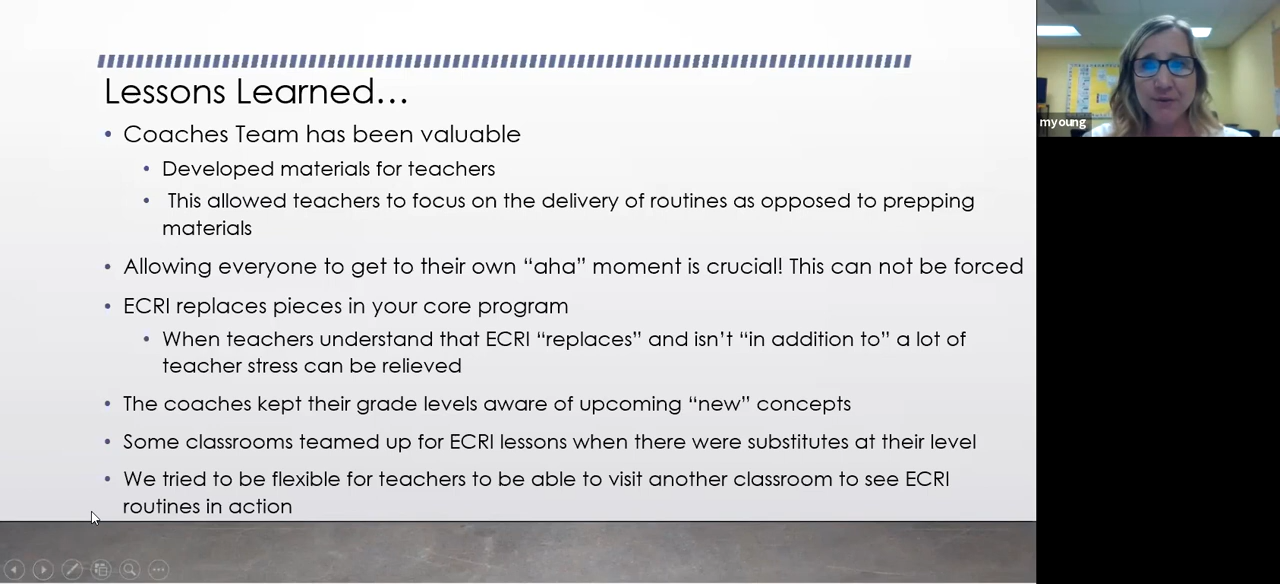 Lessons Learned…
• Coaches Team has been valuable
• Developed materials for teachers
• This allowed teachers to focus on the delivery of routines as opposed to prepping
materials
• Allowing everyone to get to their own “aha” moment is crucial! This can not be forced
• ECRI replaces pieces in your core program
• When teachers understand that ECRI “replaces” and isn’t “in addition to” a lot of
teacher stress can be relieved
• The coaches kept their grade levels aware of upcoming “new” concepts
• Some classrooms teamed up for ECRI lessons when there were substitutes at their level
• We tried to be flexible for teachers to be able to visit another classroom to see ECRI
routines in action
myoung